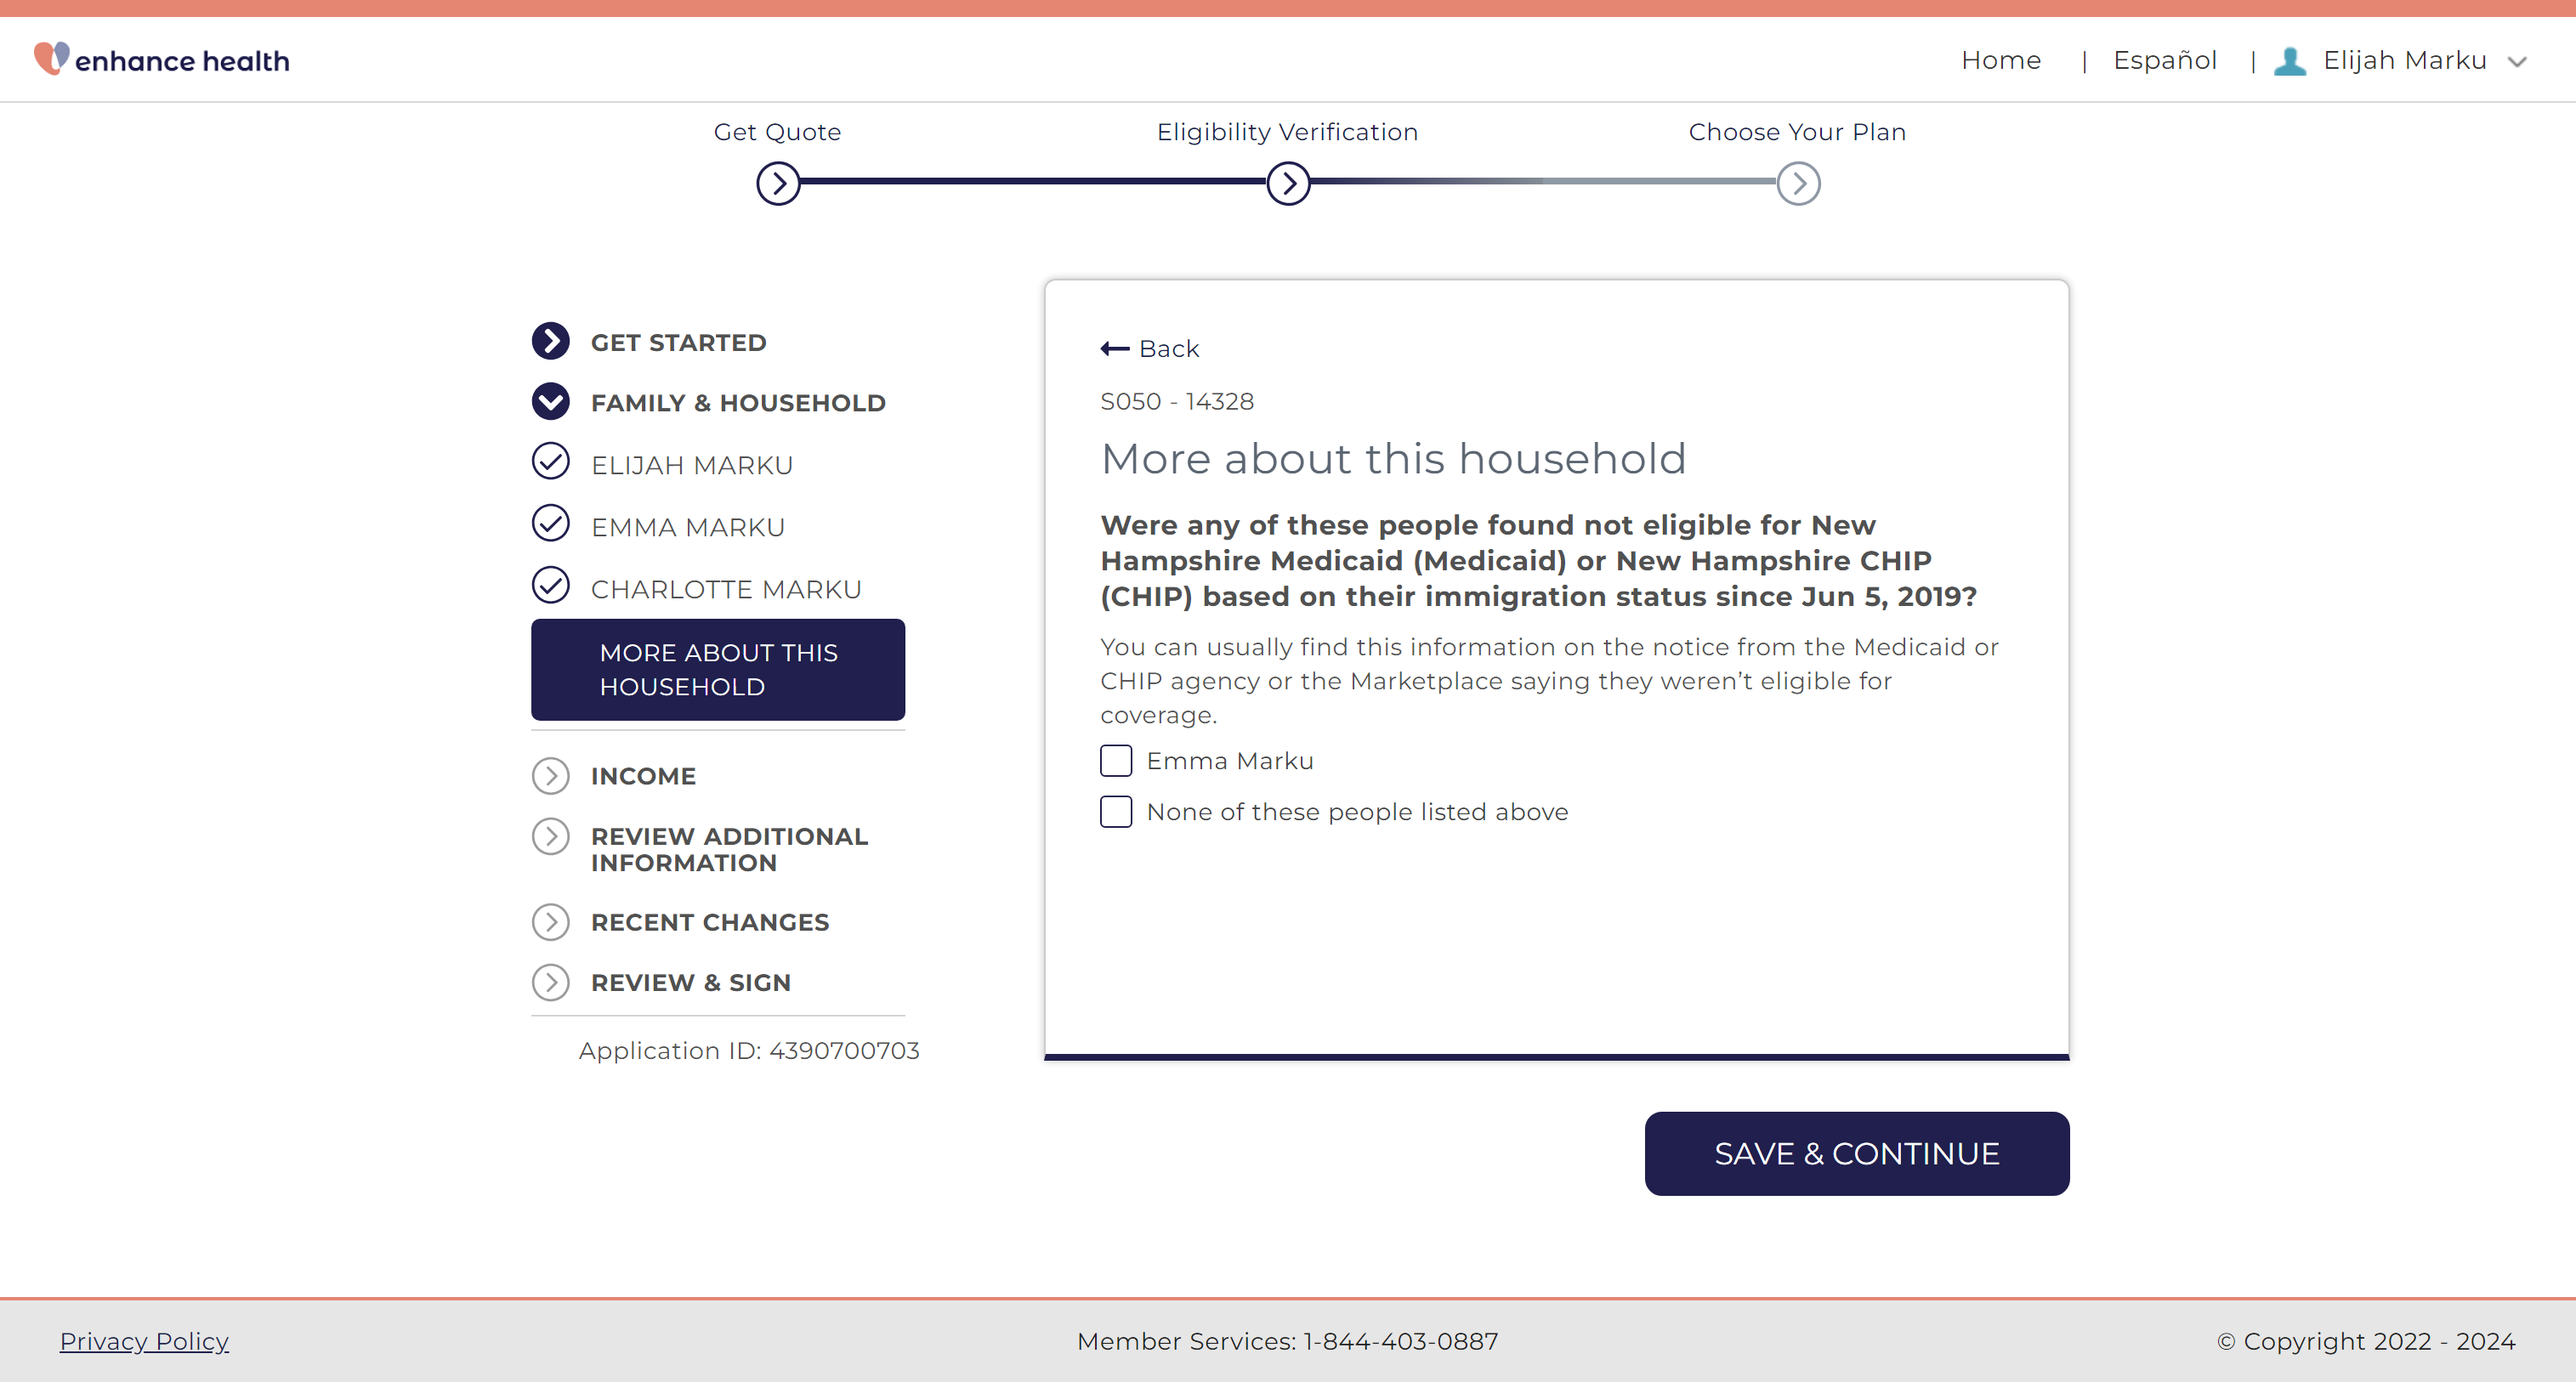 enhance health
Home | Español | Elijah Marku
Get Quote
Eligibility Verification
Choose Your Plan
GET STARTED
FAMILY & HOUSEHOLD
ELIJAH MARKU
EMMA MARKU
CHARLOTTE MARKU
MORE ABOUT THIS
HOUSEHOLD
INCOME
REVIEW ADDITIONAL
INFORMATION
RECENT CHANGES
REVIEW & SIGN
Application ID: 4390700703
Back
S050 - 14328
More about this household
Were any of these people found not eligible for New
Hampshire Medicaid (Medicaid) or New Hampshire CHIP
(CHIP) based on their immigration status since Jun 5, 2019?
You can usually find this information on the notice from the Medicaid or
CHIP agency or the Marketplace saying they weren’t eligible for
coverage.
Emma Marku
None of these people listed above
SAVE & CONTINUE
Privacy Policy
Member Services: 1-844-403-0887
© Copyright 2022 - 2024